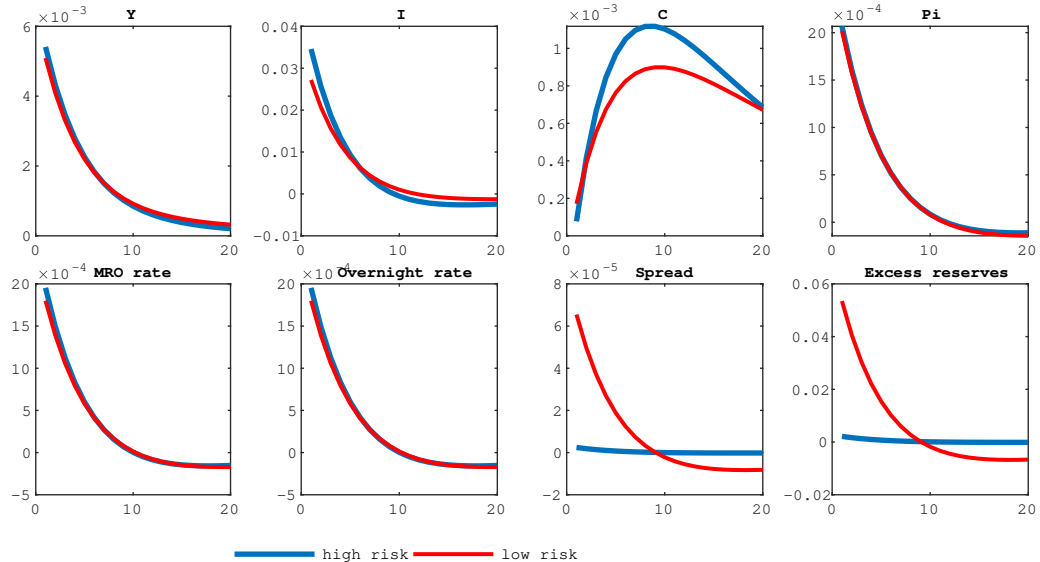 ×10⁻³ Y I C ×10⁻³ Pi ×10⁻⁴
6 0.04 1 20
0.03 0.8 15
4 0.02 0.6 10
0.01 0.4
2 5
0 0.2
0 −0.01 0 0
0 10 20 0 10 20 0 10 20 0 10 20
×10⁻⁴ MRO rate ×10⁻⁴ Overnight rate ×10⁻⁵ Spread Excess reserves
20 20 8 0.06
15 15 6
0.04
10 10 4
5 5 2 0.02
0 0 0 0
−5 −5 −2 −0.02
0 10 20 0 10 20 0 10 20 0 10 20
high risk low risk